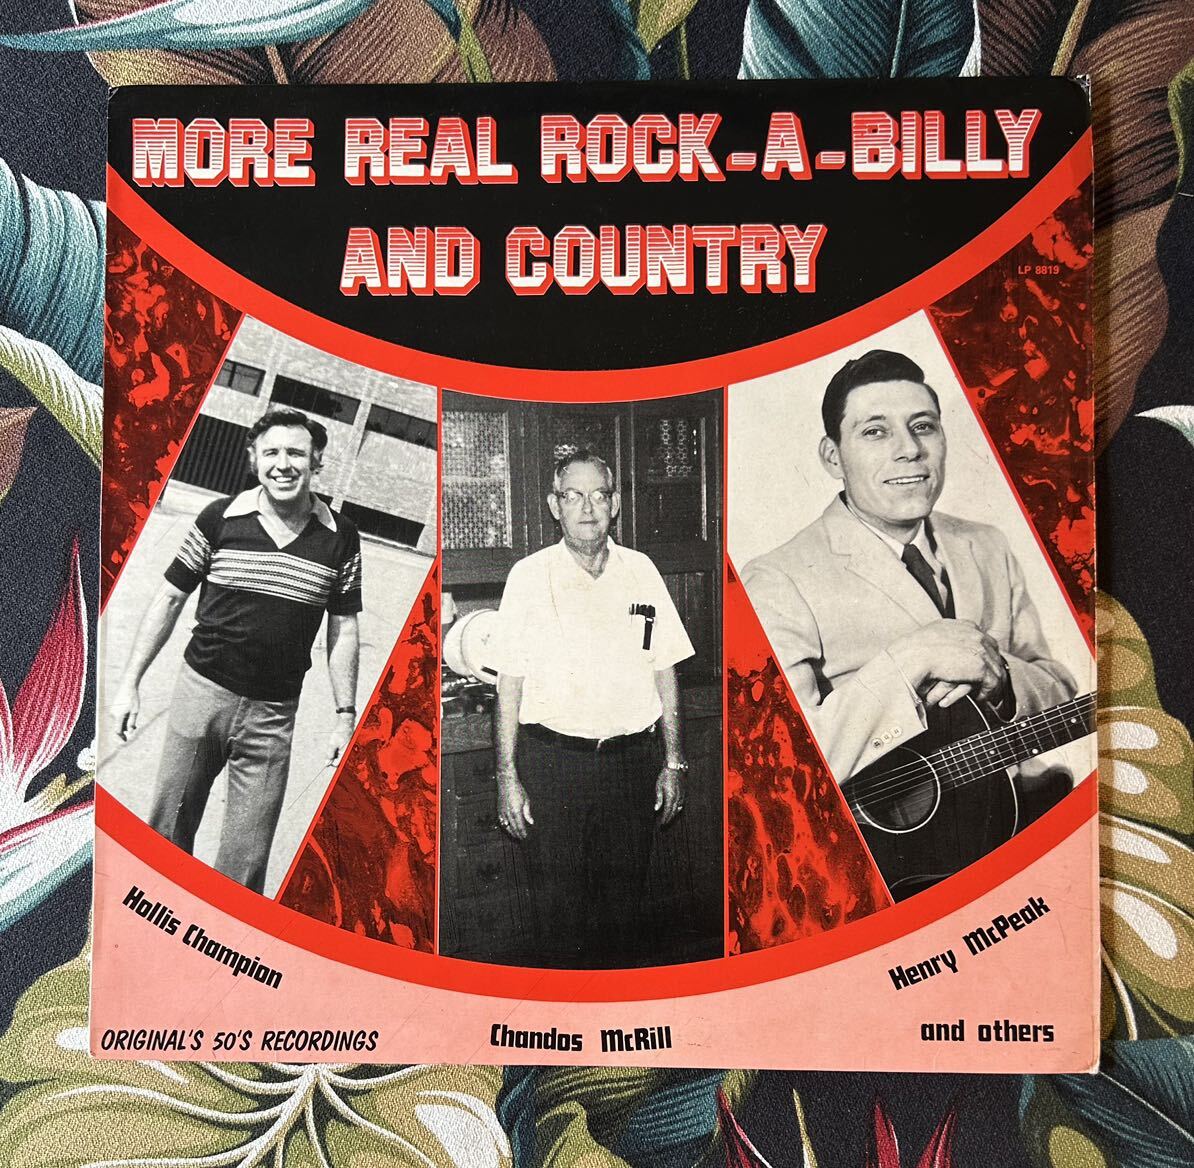 MORE REAL ROCK-A-BILLY
AND COUNTRY
LP 8819
Hollis Champion
Chandos McRill
Henry McPeak
ORIGINAL'S 50'S RECORDINGS
and others